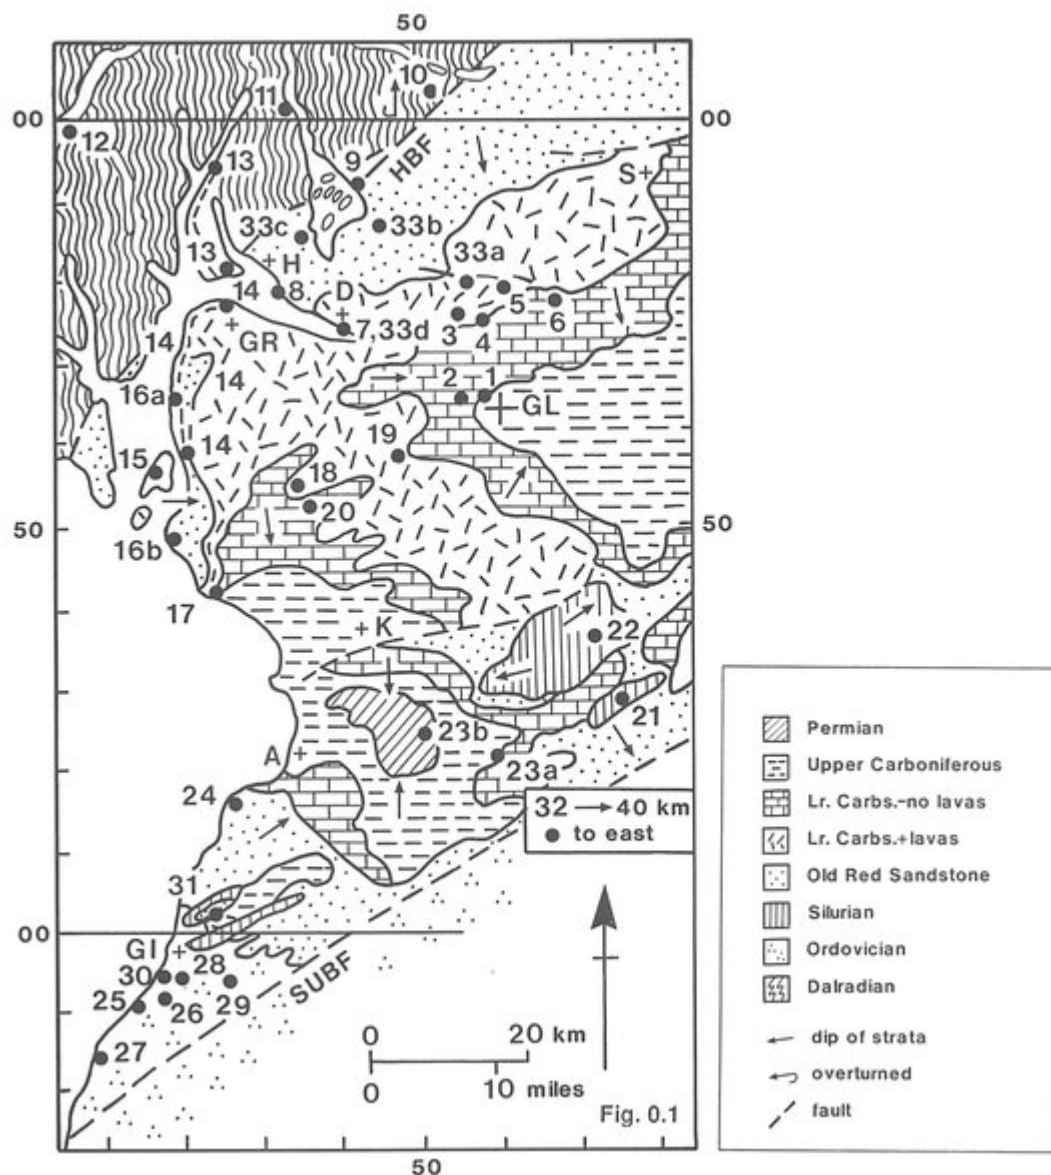 50
10
11
00
00
12
9
HBF
13
S
33c
33b
H
33a
13
8
D
14
5
6
7,33d
3
4
GR
14
14
2
1
16a
GL
19
14
15
18
20
50
50
16b
17
K
22
21
23b
A
23a
24
32 40 km
to east
31
00
GI
28
30
SUBF
25
26
29
27
0 20 km
0 10
miles
Fig. 0.1
50
Permian
Upper Carboniferous
Lr. Carbs.-no lavas
Lr. Carbs.+lavas
Old Red Sandstone
Silurian
Ordovician
Dalradian
dip of strata
overturned
fault